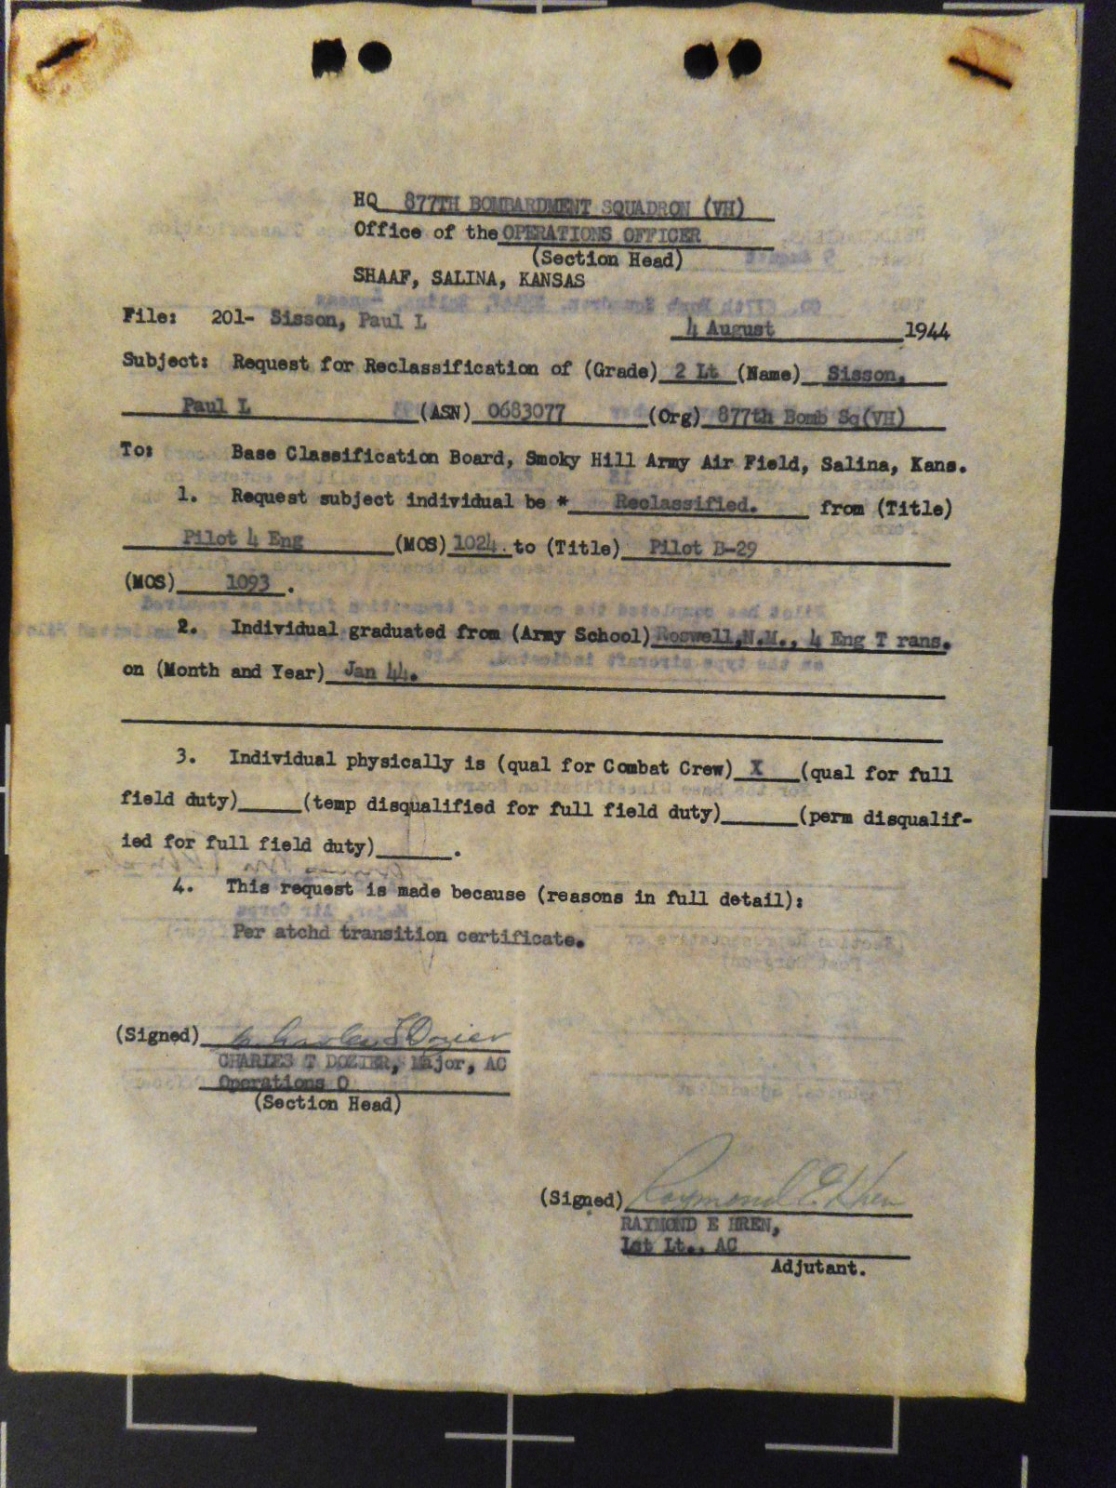 HQ 877TH BOMBARDMENT SQUADRON (VH)
Office of the OPERATIONS OFFICER
(Section Head)
SHAAF, SALINA, KANSAS
File: 201- Sisson, Paul L
4 August 1944
Subject: Request for Reclassification of (Grade) 2 Lt (Name) Sisson,
Paul L (ASN) 0683077 (Org) 877th Bomb Sq(VH)
To: Base Classification Board, Smoky Hill Army Air Field, Salina, Kans.
1. Request subject individual be * Reclassified. from (Title)
Pilot 4 Eng (MOS) 1024. to (Title) Pilot B-29
(MOS) 1093 .
2. Individual graduated from (Army School) Roswell,N.M., 4 Eng T rans.
on (Month and Year) Jan 44.
3. Individual physically is (qual for Combat Crew) X (qual for full
field duty) (temp disqualified for full field duty) (perm disqualif-
ied for full field duty) .
4. This request is made because (reasons in full detail):
Per atchd transition certificate.
(Signed) Charles T Dozier
CHARLES T DOZIER, Major, AC
Operations O
(Section Head)
(Signed) Raymond E. Hren
RAYMOND E HREN,
1st Lt., AC
Adjutant.